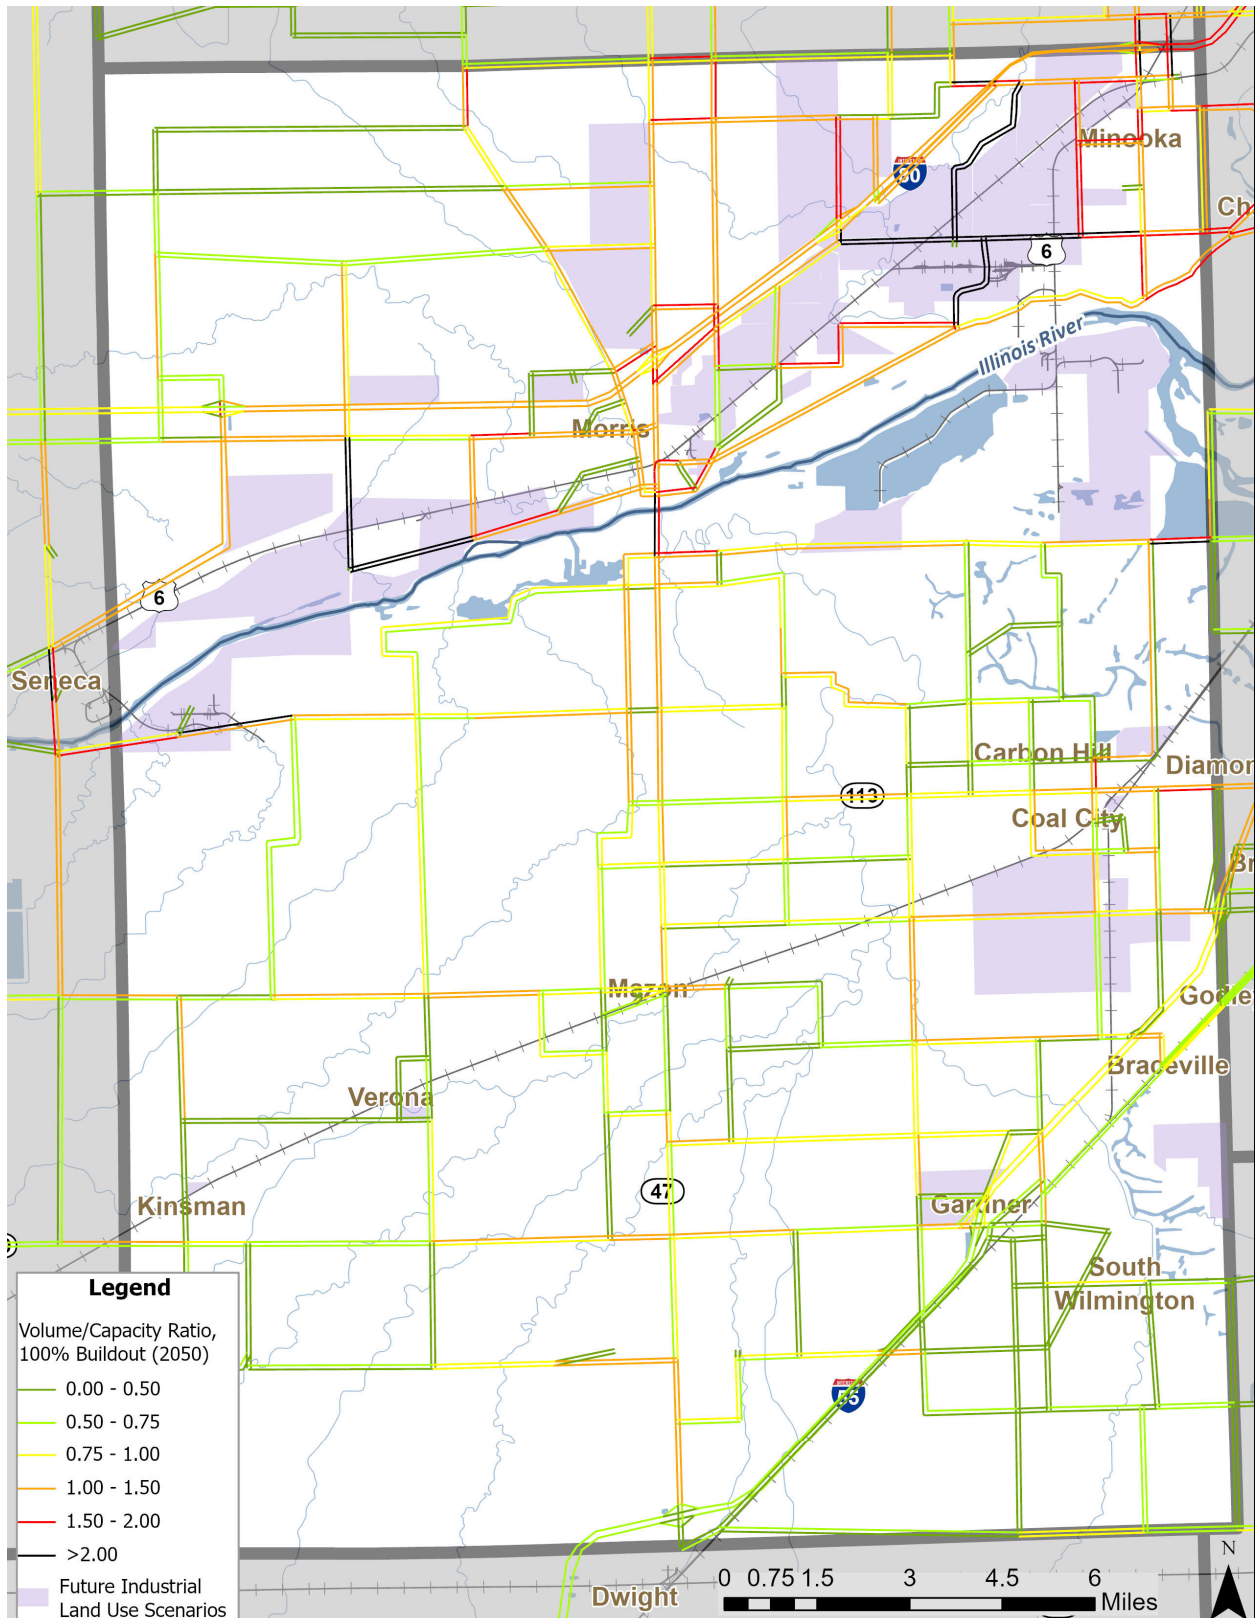 Minooka
INTERSTATE
80
Ch
6
Illinois River
Morris
6
Seneca
Carbon Hill
Diamon
113
Coal City
Br
Mazon
Godley
Braceville
Verona
47
Kinsman
Gardner
South
Wilmington
Legend
Volume/Capacity Ratio,
100% Buildout (2050)
0.00 - 0.50
0.50 - 0.75
0.75 - 1.00
1.00 - 1.50
1.50 - 2.00
>2.00
Future Industrial
Land Use Scenarios
INTERSTATE
55
Dwight
0 0.75 1.5 3 4.5 6
Miles
N